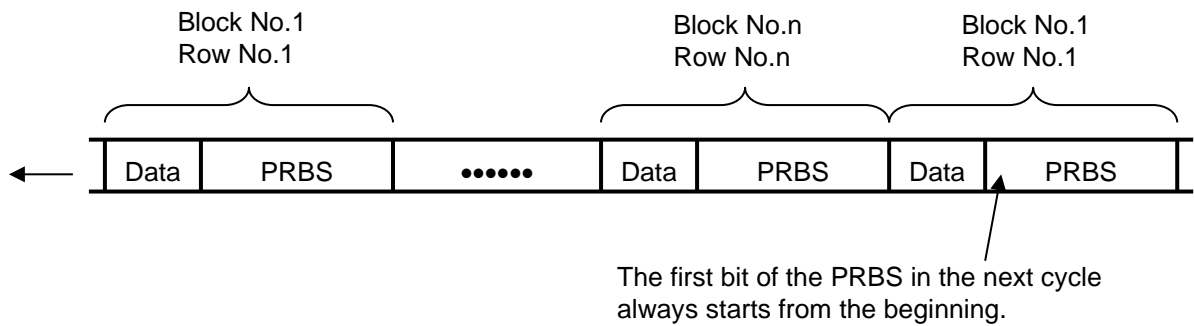 Block No.1
Row No.1
Block No.n
Row No.n
Block No.1
Row No.1
Data PRBS •••••• Data PRBS Data PRBS
The first bit of the PRBS in the next cycle
always starts from the beginning.